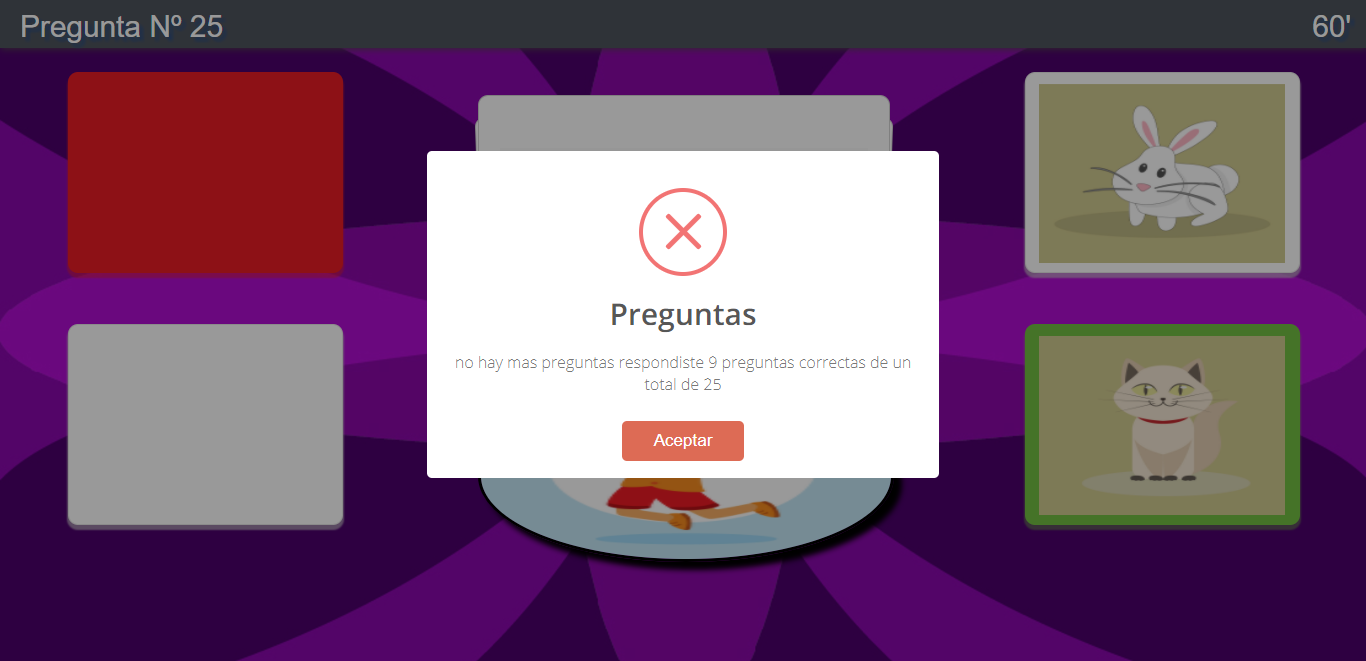 Pregunta Nº 25
60'
Preguntas
no hay mas preguntas respondiste 9 preguntas correctas de un
total de 25
Aceptar